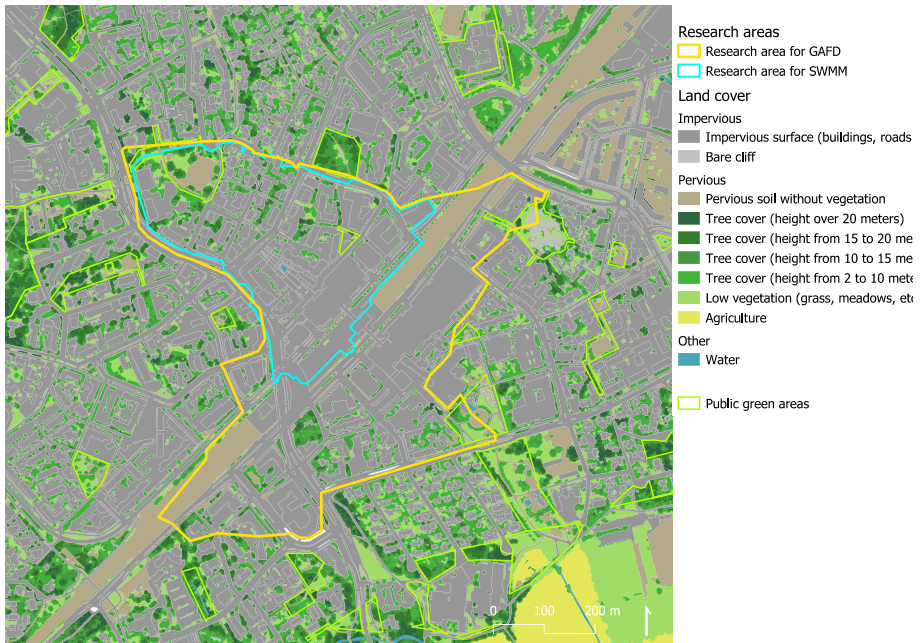 Research areas
Research area for GAFD
Research area for SWMM
Land cover
Impervious
Impervious surface (buildings, roads
Bare cliff
Pervious
Pervious soil without vegetation
Tree cover (height over 20 meters)
Tree cover (height from 15 to 20 me
Tree cover (height from 10 to 15 me
Tree cover (height from 2 to 10 mete
Low vegetation (grass, meadows, etc
Agriculture
Other
Water
Public green areas
0 100 200 m